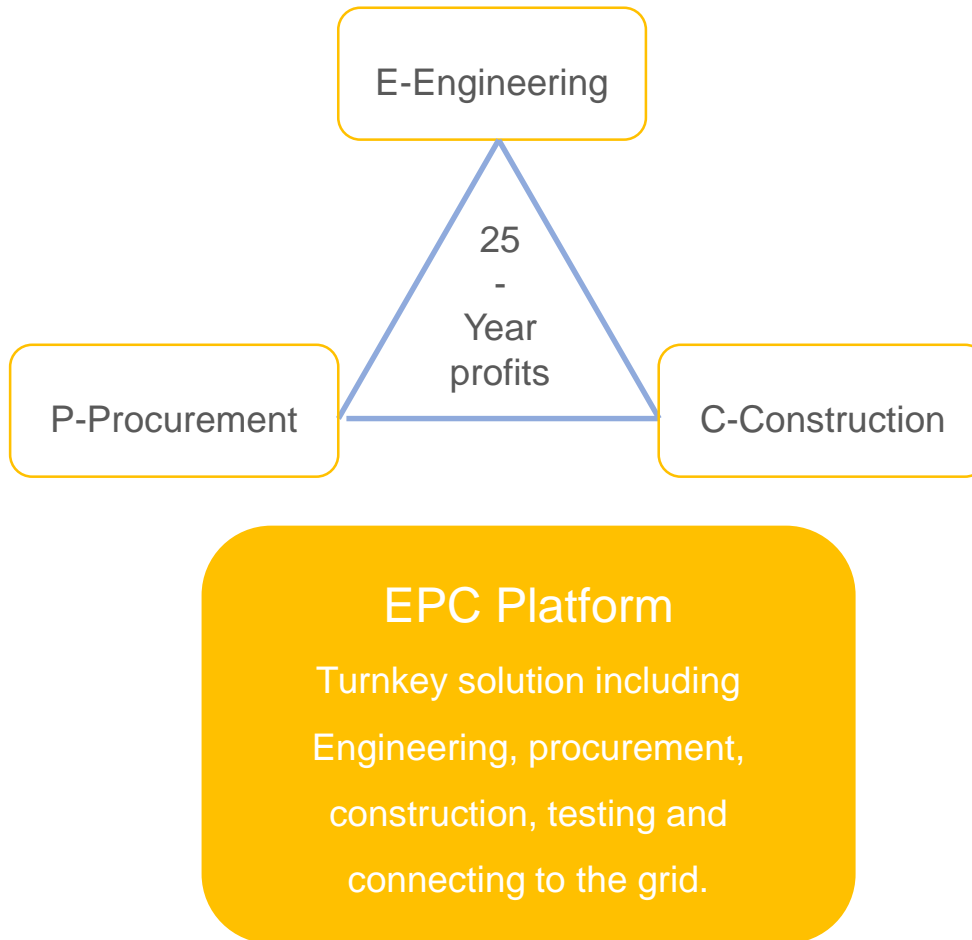 E-Engineering
25
-
Year
profits
P-Procurement
C-Construction
EPC Platform
Turnkey solution including
Engineering, procurement,
construction, testing and
connecting to the grid.